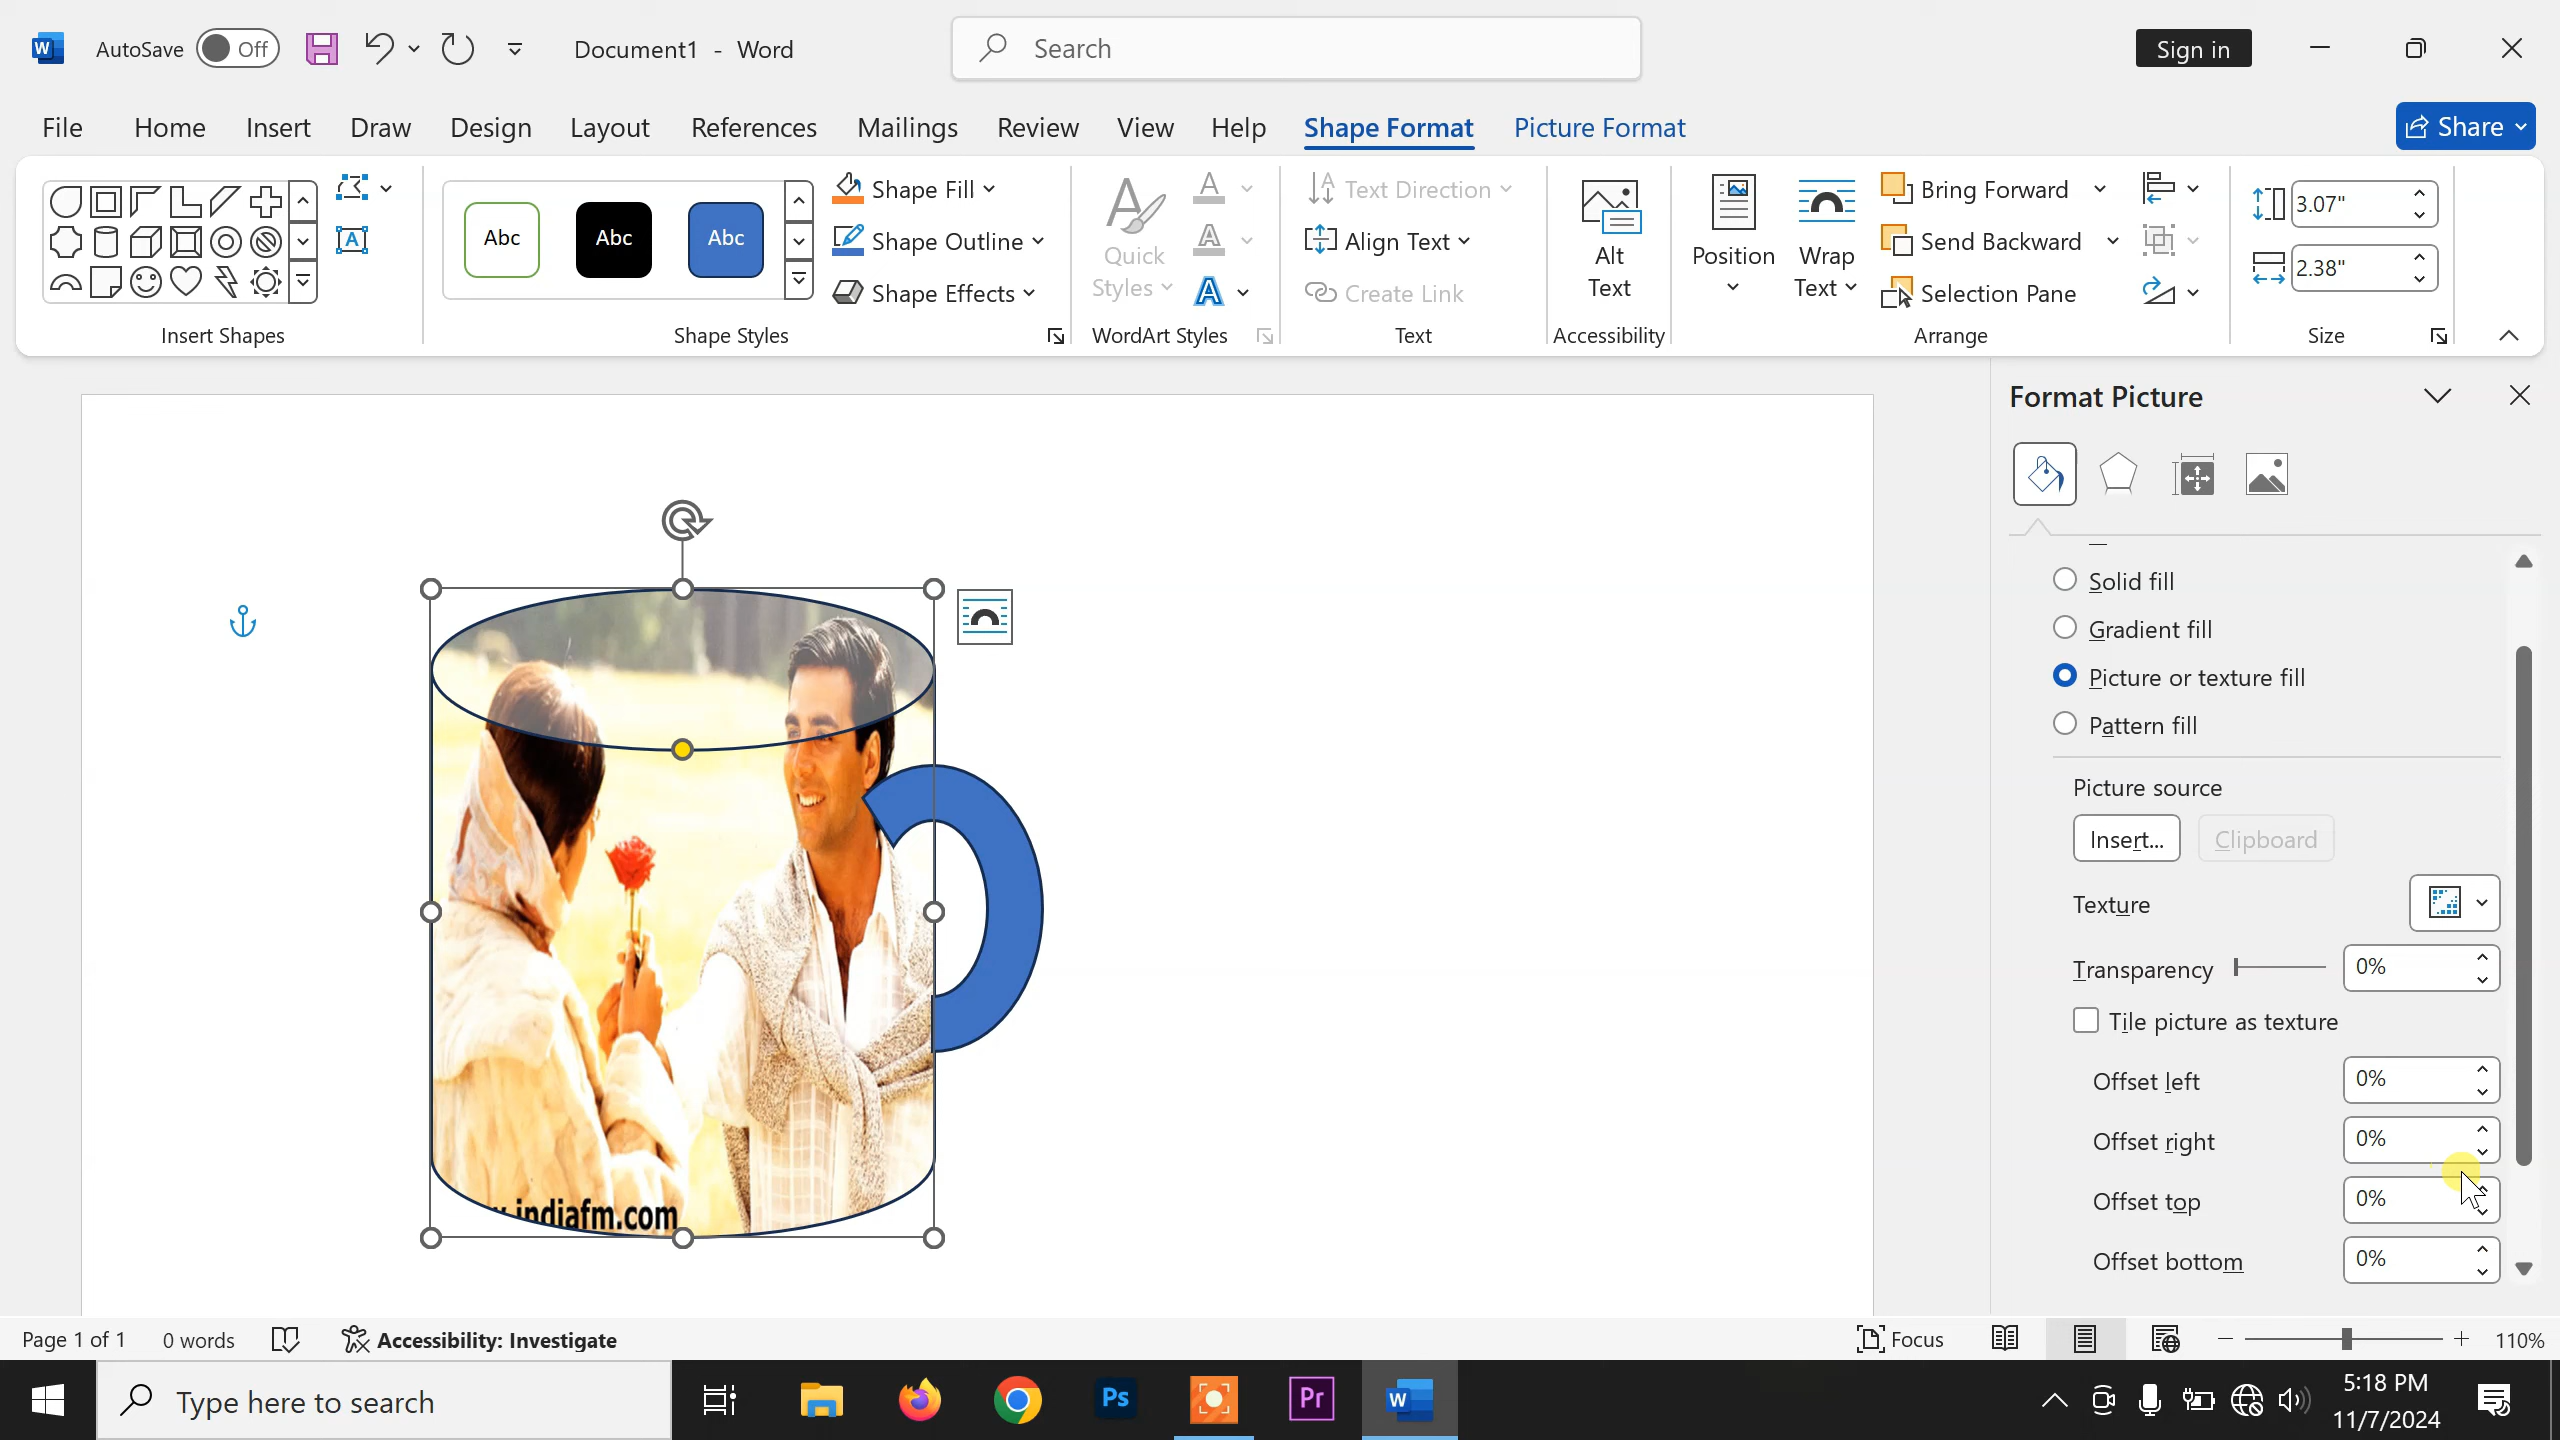 AutoSave Off Document1 - Word Search Sign in
File Home Insert Draw Design Layout References Mailings Review View Help Shape Format Picture Format Share
Abc Abc Abc
Shape Fill
Shape Outline
Shape Effects
Quick Styles
Text Direction
Align Text
Create Link
Alt Text
Position
Wrap Text
Bring Forward
Send Backward
Selection Pane
3.07"
2.38"
Insert Shapes Shape Styles WordArt Styles Text Accessibility Arrange Size
Format Picture
Solid fill
Gradient fill
Picture or texture fill
Pattern fill
Picture source
Insert... Clipboard
Texture
Transparency 0%
Tile picture as texture
Offset left 0%
Offset right 0%
Offset top 0%
Offset bottom 0%
indiafm.com
Page 1 of 1 0 words Accessibility: Investigate Focus 110%
Type here to search Ps Pr W 5:18 PM
11/7/2024